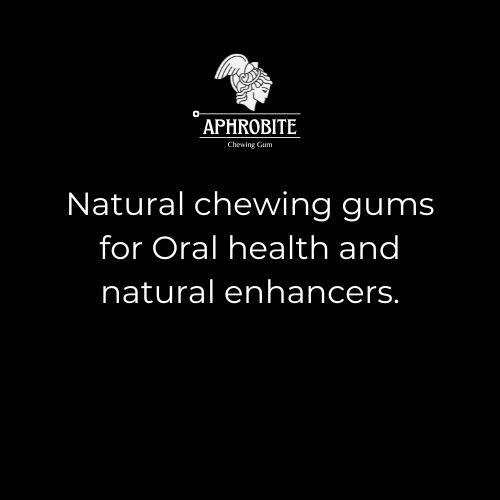 APHROBITE
Chewing Gum
Natural chewing gums
for Oral health and
natural enhancers.